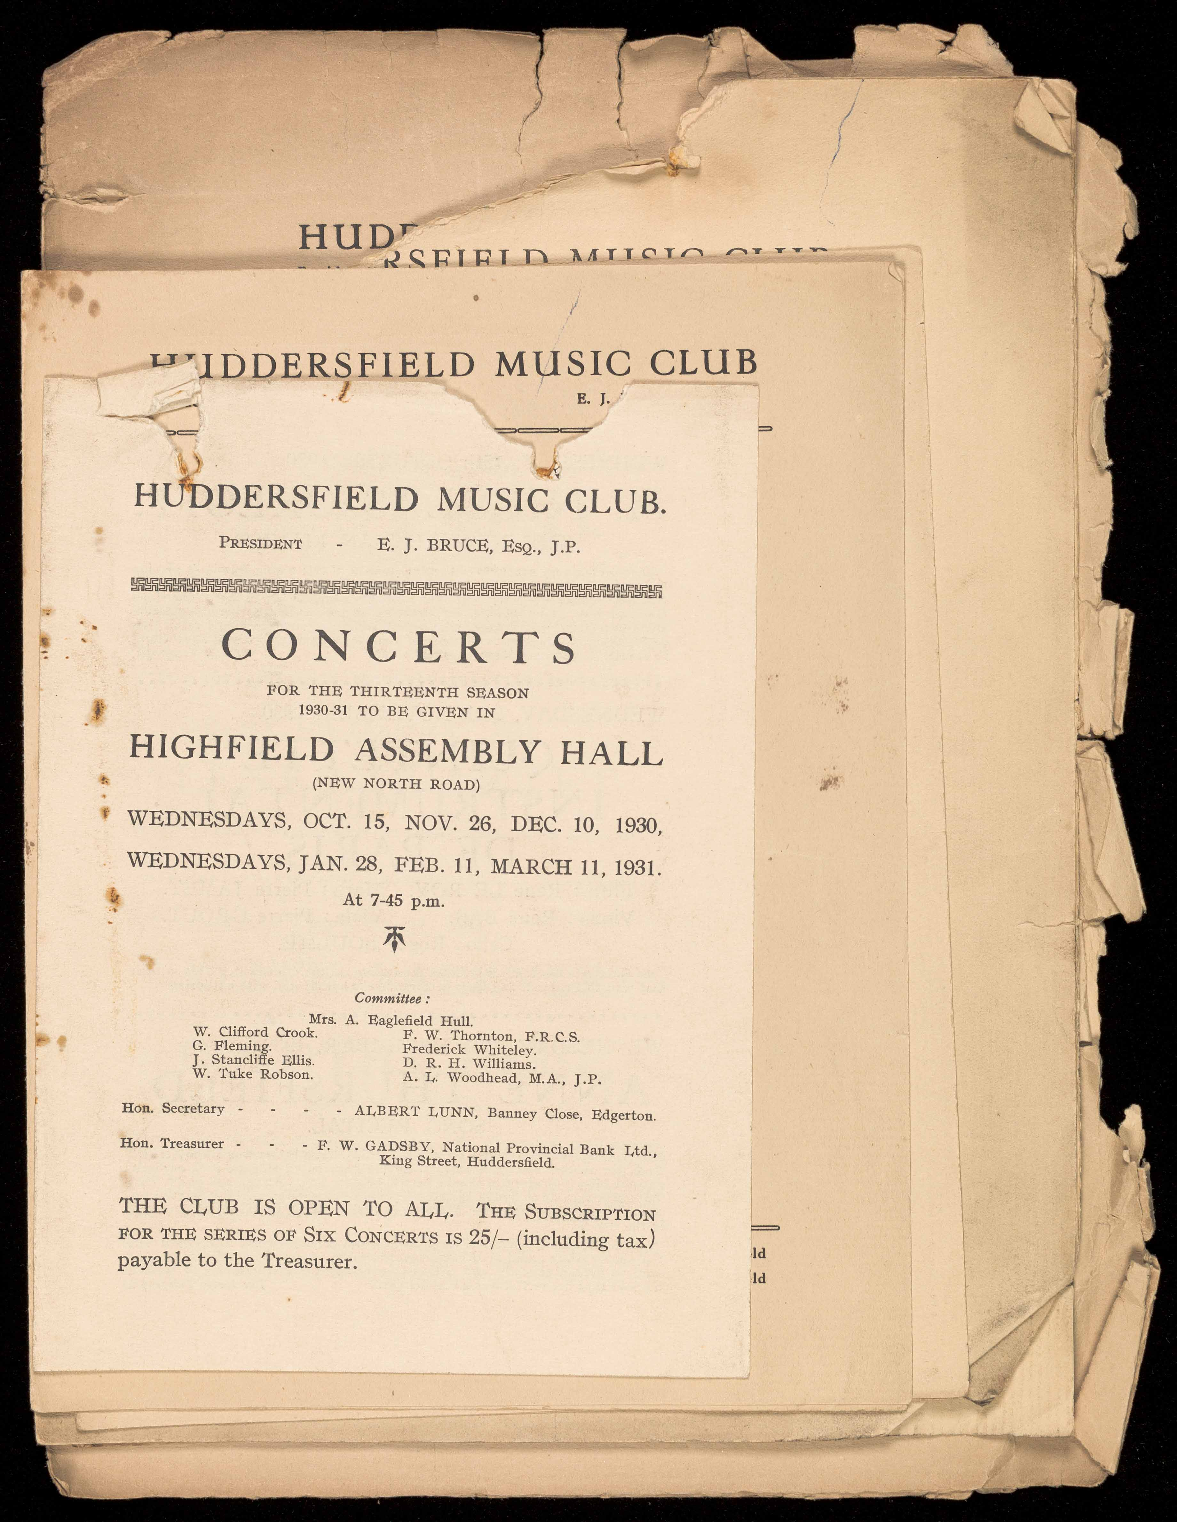 HUDD
RSFIELD MUSIC CLUB
HUDDERSFIELD MUSIC CLUB
E. J.
HUDDERSFIELD MUSIC CLUB.
PRESIDENT - E. J. BRUCE, ESQ., J.P.
CONCERTS
FOR THE THIRTEENTH SEASON
1930-31 TO BE GIVEN IN
HIGHFIELD ASSEMBLY HALL
(NEW NORTH ROAD)
WEDNESDAYS, OCT. 15, NOV. 26, DEC. 10, 1930,
WEDNESDAYS, JAN. 28, FEB. 11, MARCH 11, 1931.
At 7-45 p.m.
Committee :
Mrs. A. Eaglefield Hull.
W. Clifford Crook. F. W. Thornton, F.R.C.S.
G. Fleming. Frederick Whiteley.
J. Stancliffe Ellis. D. R. H. Williams.
W. Tuke Robson. A. L. Woodhead, M.A., J.P.
Hon. Secretary - - - - ALBERT LUNN, Banney Close, Edgerton.
Hon. Treasurer - - - F. W. GADSBY, National Provincial Bank Ltd.,
King Street, Huddersfield.
THE CLUB IS OPEN TO ALL. THE SUBSCRIPTION
FOR THE SERIES OF SIX CONCERTS IS 25/– (including tax)
payable to the Treasurer.
ld
ld